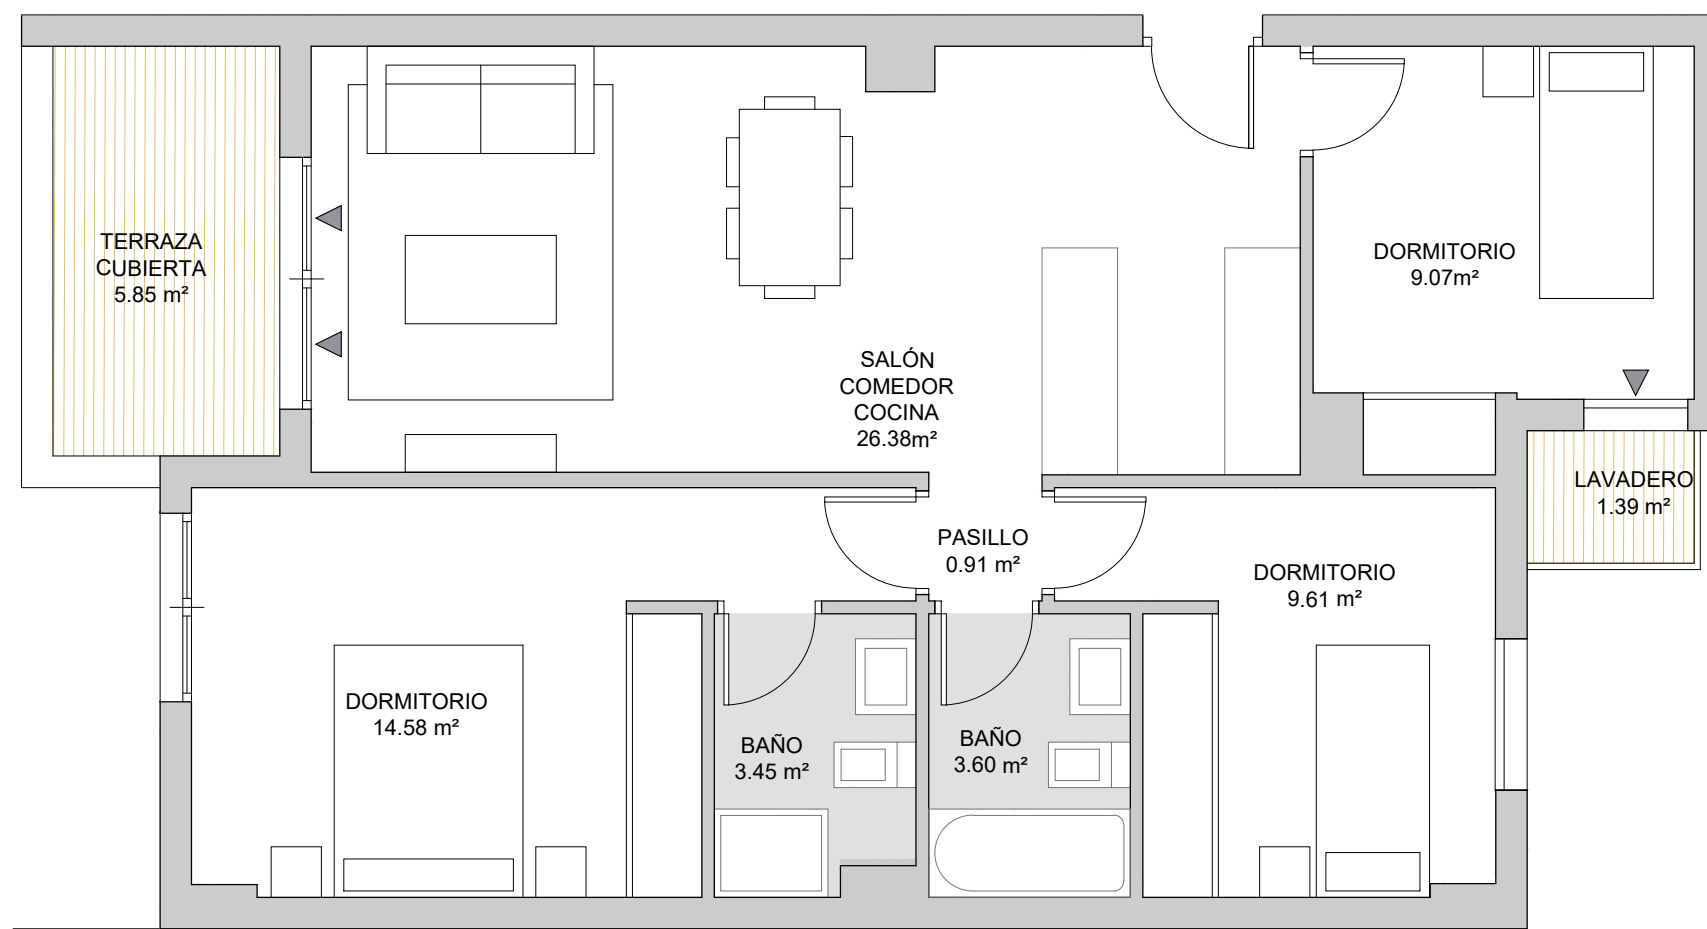 TERRAZA
CUBIERTA
5.85 m²
DORMITORIO
9.07m²
SALÓN
COMEDOR
COCINA
26.38m²
LAVADERO
1.39 m²
PASILLO
0.91 m²
DORMITORIO
9.61 m²
DORMITORIO
14.58 m²
BAÑO
3.45 m²
BAÑO
3.60 m²